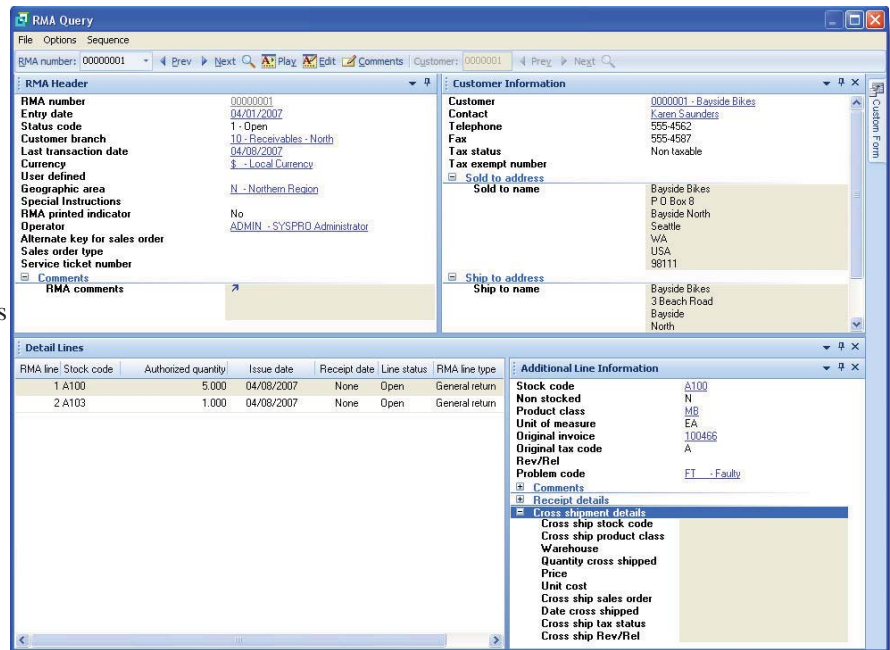 RMA Query
File Options Sequence
RMA number: 00000001 Prev Next Play Edit Comments Customer: 0000001 Prev Next
RMA Header
RMA number 00000001
Entry date 04/01/2007
Status code 1 - Open
Customer branch 10 - Receivables - North
Last transaction date 04/08/2007
Currency $ - Local Currency
User defined
Geographic area N - Northern Region
Special Instructions
RMA printed indicator No
Operator ADMIN - SYSPRO Administrator
Alternate key for sales order
Sales order type
Service ticket number
Comments
RMA comments
s
Customer Information
Customer 0000001 - Bayside Bikes
Contact Karen Saunders
Telephone 555-4562
Fax 555-4587
Tax status Non taxable
Tax exempt number
Sold to address
Sold to name Bayside Bikes
P O Box 8
Bayside North
Seattle
WA
USA
98111
Ship to address
Ship to name Bayside Bikes
3 Beach Road
Bayside
North
Custom Form
Detail Lines
RMA line Stock code Authorized quantity Issue date Receipt date Line status RMA line type
1 A100 5.000 04/08/2007 None Open General return
2 A103 1.000 04/08/2007 None Open General return
Additional Line Information
Stock code A100
Non stocked N
Product class MB
Unit of measure EA
Original invoice 100466
Original tax code A
Rev/Rel
Problem code FT - Faulty
Comments
Receipt details
Cross shipment details
Cross ship stock code
Cross ship product class
Warehouse
Quantity cross shipped
Price
Unit cost
Cross ship sales order
Date cross shipped
Cross ship tax status
Cross ship Rev/Rel